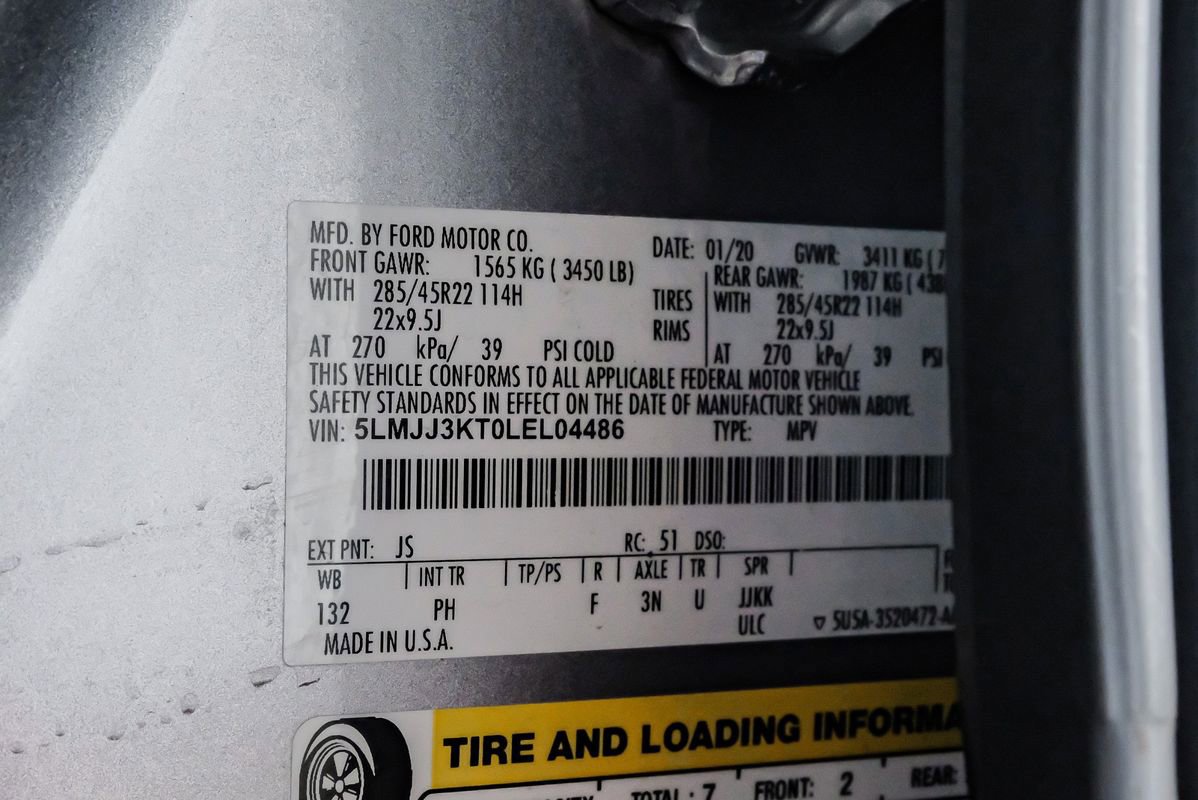 MFD. BY FORD MOTOR CO. DATE: 01/20 GVWR: 3411 KG ( 7
FRONT GAWR: 1565 KG ( 3450 LB) REAR GAWR: 1987 KG ( 438
WITH 285/45R22 114H TIRES WITH 285/45R22 114H
22x9.5J RIMS 22x9.5J
AT 270 kPa/ 39 PSI COLD AT 270 kPa/ 39 PSI
THIS VEHICLE CONFORMS TO ALL APPLICABLE FEDERAL MOTOR VEHICLE
SAFETY STANDARDS IN EFFECT ON THE DATE OF MANUFACTURE SHOWN ABOVE.
VIN: 5LMJJ3KT0LEL04486 TYPE: MPV
EXT PNT: JS RC: 51 DSO:
WB INT TR TP/PS R AXLE TR SPR
132 PH F 3N U JJKK
ULC ▽ 5U5A-3520472-A
MADE IN U.S.A.
TIRE AND LOADING INFORMA
TOTAL : 7 FRONT: 2 REAR: